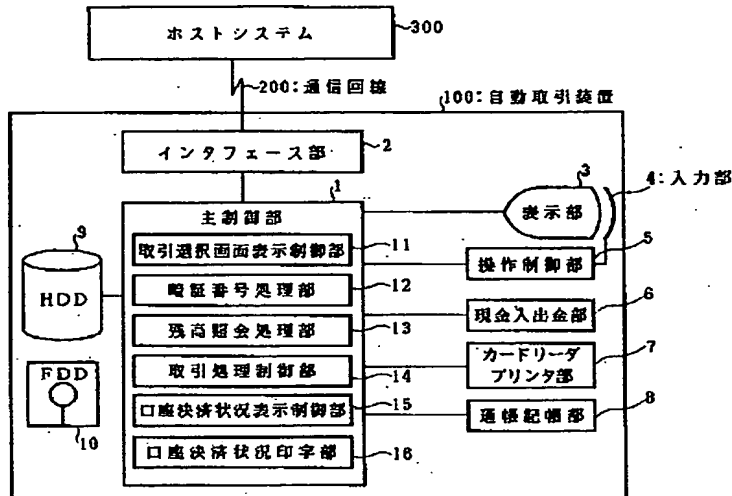 ホストシステム
300
200:通信回線
100:自動取引装置
インタフェース部
2
1
主制御部
3
表示部
4:入力部
取引選択画面表示制御部
11
操作制御部
5
9
HDD
暗証番号処理部
12
現金入出金部
6
残高照会処理部
13
カードリーダ
プリンタ部
7
FDD
10
取引処理制御部
14
口座決済状況表示制御部
15
通帳記帳部
8
口座決済状況印字部
16